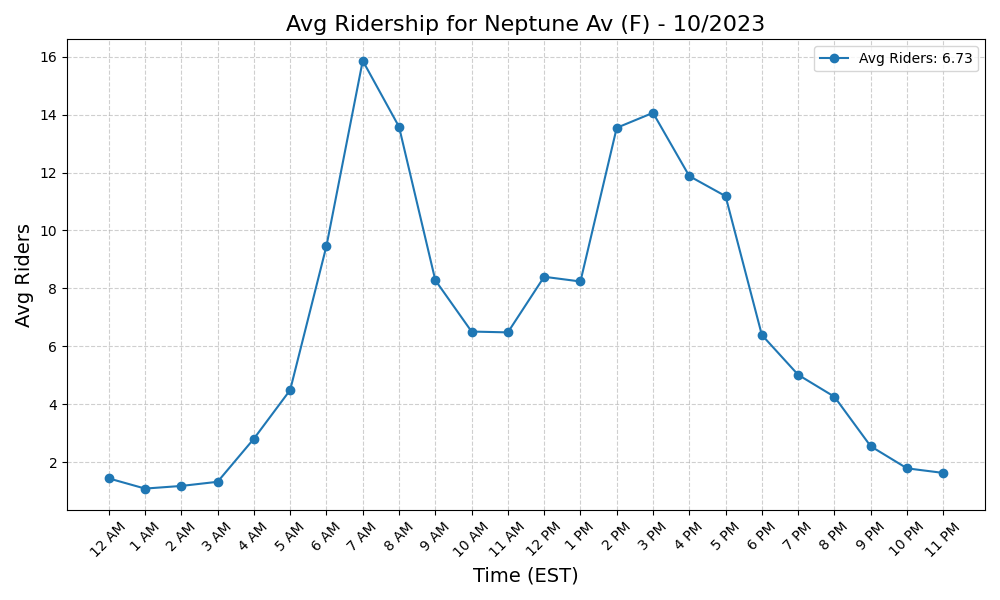 Avg Ridership for Neptune Av (F) - 10/2023
Avg Riders: 6.73
Avg Riders
16
14
12
10
8
6
4
2
12 AM
1 AM
2 AM
3 AM
4 AM
5 AM
6 AM
7 AM
8 AM
9 AM
10 AM
11 AM
12 PM
1 PM
2 PM
3 PM
4 PM
5 PM
6 PM
7 PM
8 PM
9 PM
10 PM
11 PM
Time (EST)